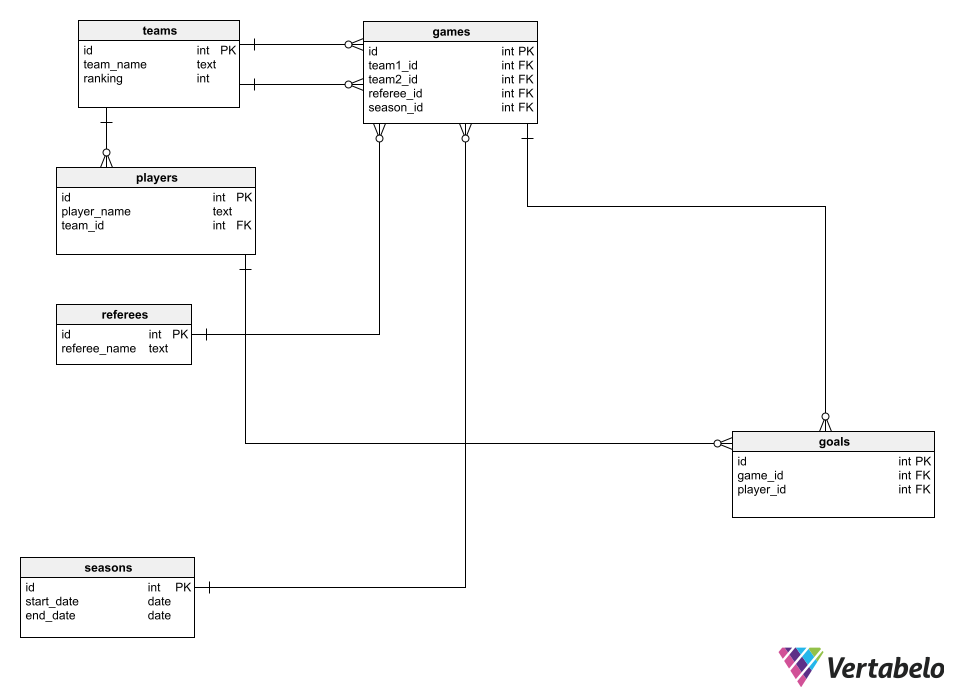 teams
id int PK
team_name text
ranking int
games
id int PK
team1_id int FK
team2_id int FK
referee_id int FK
season_id int FK
players
id int PK
player_name text
team_id int FK
referees
id int PK
referee_name text
goals
id int PK
game_id int FK
player_id int FK
seasons
id int PK
start_date date
end_date date
Vertabelo